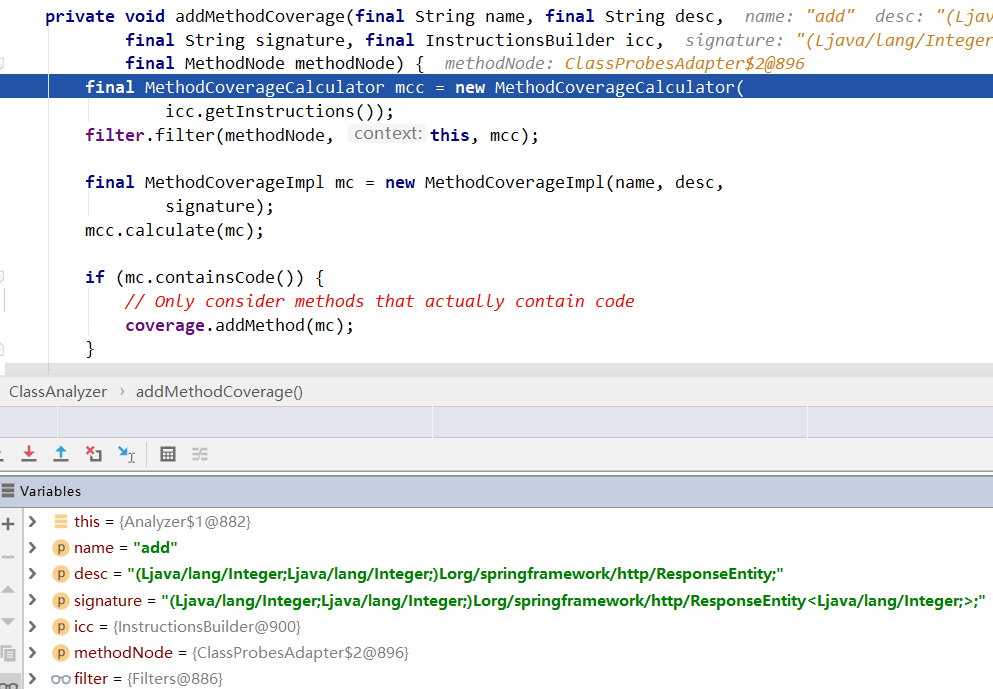 private void addMethodCoverage(final String name, final String desc, name: "add" desc: "(Ljav
final String signature, final InstructionsBuilder icc, signature: "(Ljava/lang/Integer
final MethodNode methodNode) { methodNode: ClassProbesAdapter$2@896
final MethodCoverageCalculator mcc = new MethodCoverageCalculator(
icc.getInstructions());
filter.filter(methodNode, context: this, mcc);
final MethodCoverageImpl mc = new MethodCoverageImpl(name, desc,
signature);
mcc.calculate(mc);
if (mc.containsCode()) {
// Only consider methods that actually contain code
coverage.addMethod(mc);
}
ClassAnalyzer › addMethodCoverage()
Variables
this = {Analyzer$1@882}
p name = "add"
p desc = "(Ljava/lang/Integer;Ljava/lang/Integer;)Lorg/springframework/http/ResponseEntity;"
p signature = "(Ljava/lang/Integer;Ljava/lang/Integer;)Lorg/springframework/http/ResponseEntity<Ljava/lang/Integer;>;"
p icc = {InstructionsBuilder@900}
p methodNode = {ClassProbesAdapter$2@896}
filter = {Filters@886}